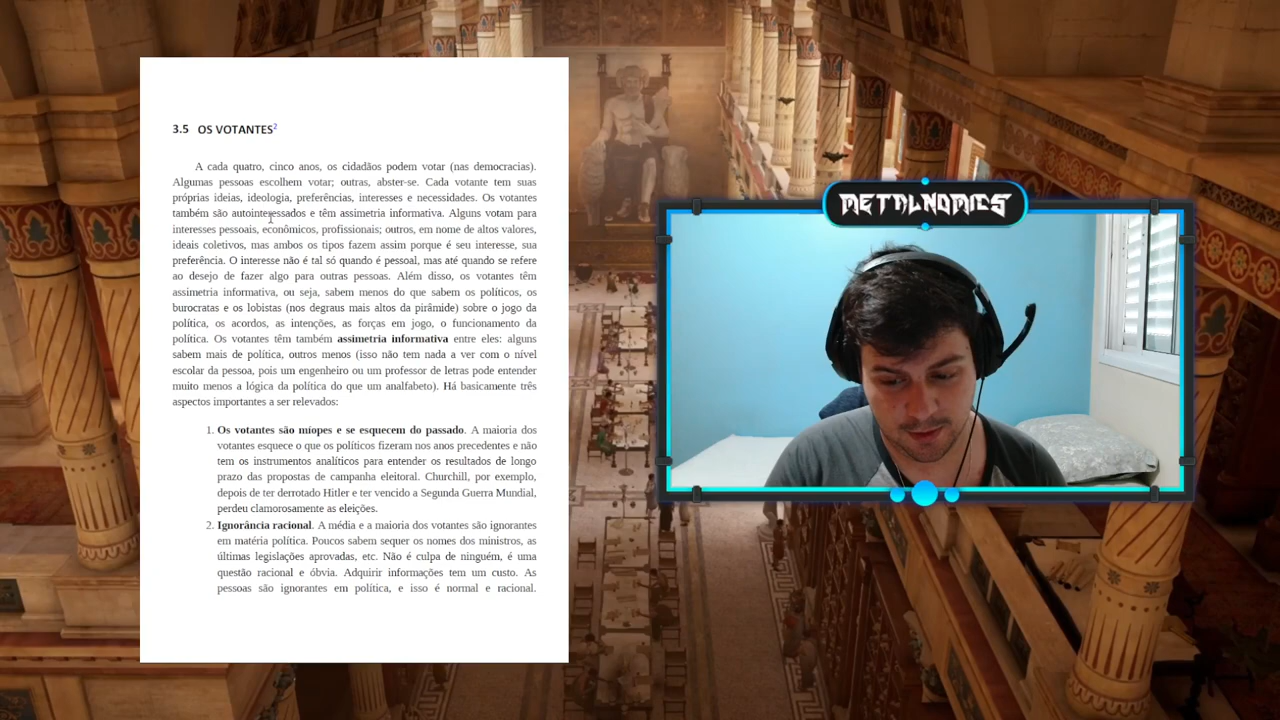 3.5 OS VOTANTES2
A cada quatro, cinco anos, os cidadãos podem votar (nas democracias).
Algumas pessoas escolhem votar; outras, abster-se. Cada votante tem suas
próprias ideias, ideologia, preferências, interesses e necessidades. Os votantes
também são autointeressados e têm assimetria informativa. Alguns votam para
interesses pessoais, econômicos, profissionais; outros, em nome de altos valores,
ideais coletivos, mas ambos os tipos fazem assim porque é seu interesse, sua
preferência. O interesse não é tal só quando é pessoal, mas até quando se refere
ao desejo de fazer algo para outras pessoas. Além disso, os votantes têm
assimetria informativa, ou seja, sabem menos do que sabem os políticos, os
burocratas e os lobistas (nos degraus mais altos da pirâmide) sobre o jogo da
política, os acordos, as intenções, as forças em jogo, o funcionamento da
política. Os votantes têm também assimetria informativa entre eles: alguns
sabem mais de política, outros menos (isso não tem nada a ver com o nível
escolar da pessoa, pois um engenheiro ou um professor de letras pode entender
muito menos a lógica da política do que um analfabeto). Há basicamente três
aspectos importantes a ser relevados:
1. Os votantes são míopes e se esquecem do passado. A maioria dos
votantes esquece o que os políticos fizeram nos anos precedentes e não
tem os instrumentos analíticos para entender os resultados de longo
prazo das propostas de campanha eleitoral. Churchill, por exemplo,
depois de ter derrotado Hitler e ter vencido a Segunda Guerra Mundial,
perdeu clamorosamente as eleições.
2. Ignorância racional. A média e a maioria dos votantes são ignorantes
em matéria política. Poucos sabem sequer os nomes dos ministros, as
últimas legislações aprovadas, etc. Não é culpa de ninguém, é uma
questão racional e óbvia. Adquirir informações tem um custo. As
pessoas são ignorantes em política, e isso é normal e racional.
METALNOMICS